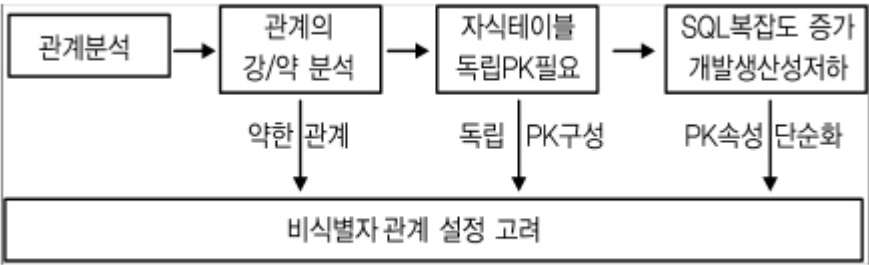 관계분석
관계의
강/약 분석
자식테이블
독립PK필요
SQL복잡도 증가
개발생산성저하
약한 관계
독립 PK구성
PK속성 단순화
비식별자 관계 설정 고려